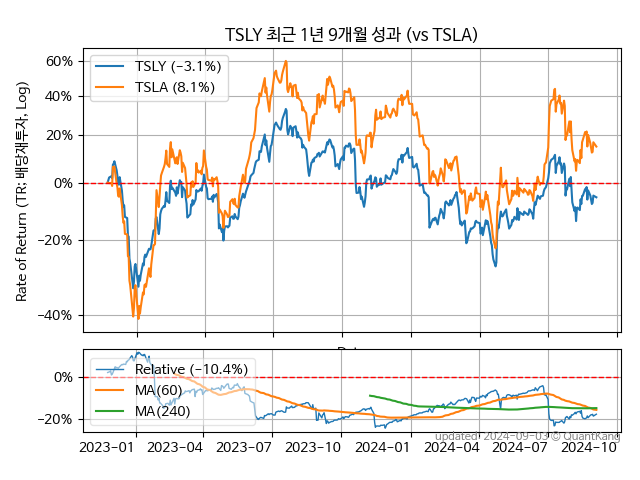 TSLY 최근 1년 9개월 성과 (vs TSLA)
Rate of Return (TR: 배당재투자, Log)
60%
40%
20%
0%
−20%
−40%
TSLY (−3.1%)
TSLA (8.1%)
0%
−20%
Relative (−10.4%)
MA(60)
MA(240)
updated: 2024-09-03 © QuantKang
2023−01 2023−04 2023−07 2023−10 2024−01 2024−04 2024−07 2024−10